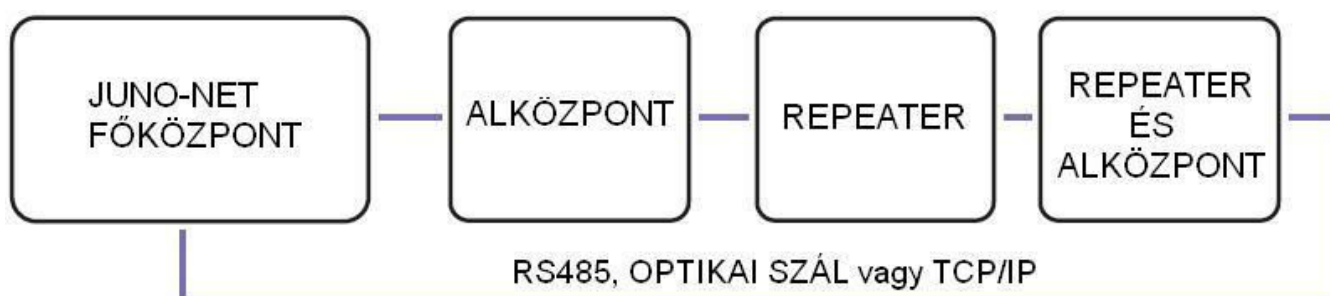 JUNO-NET
FŐKÖZPONT
ALKÖZPONT
REPEATER
REPEATER
ÉS
ALKÖZPONT
RS485, OPTIKAI SZÁL vagy TCP/IP